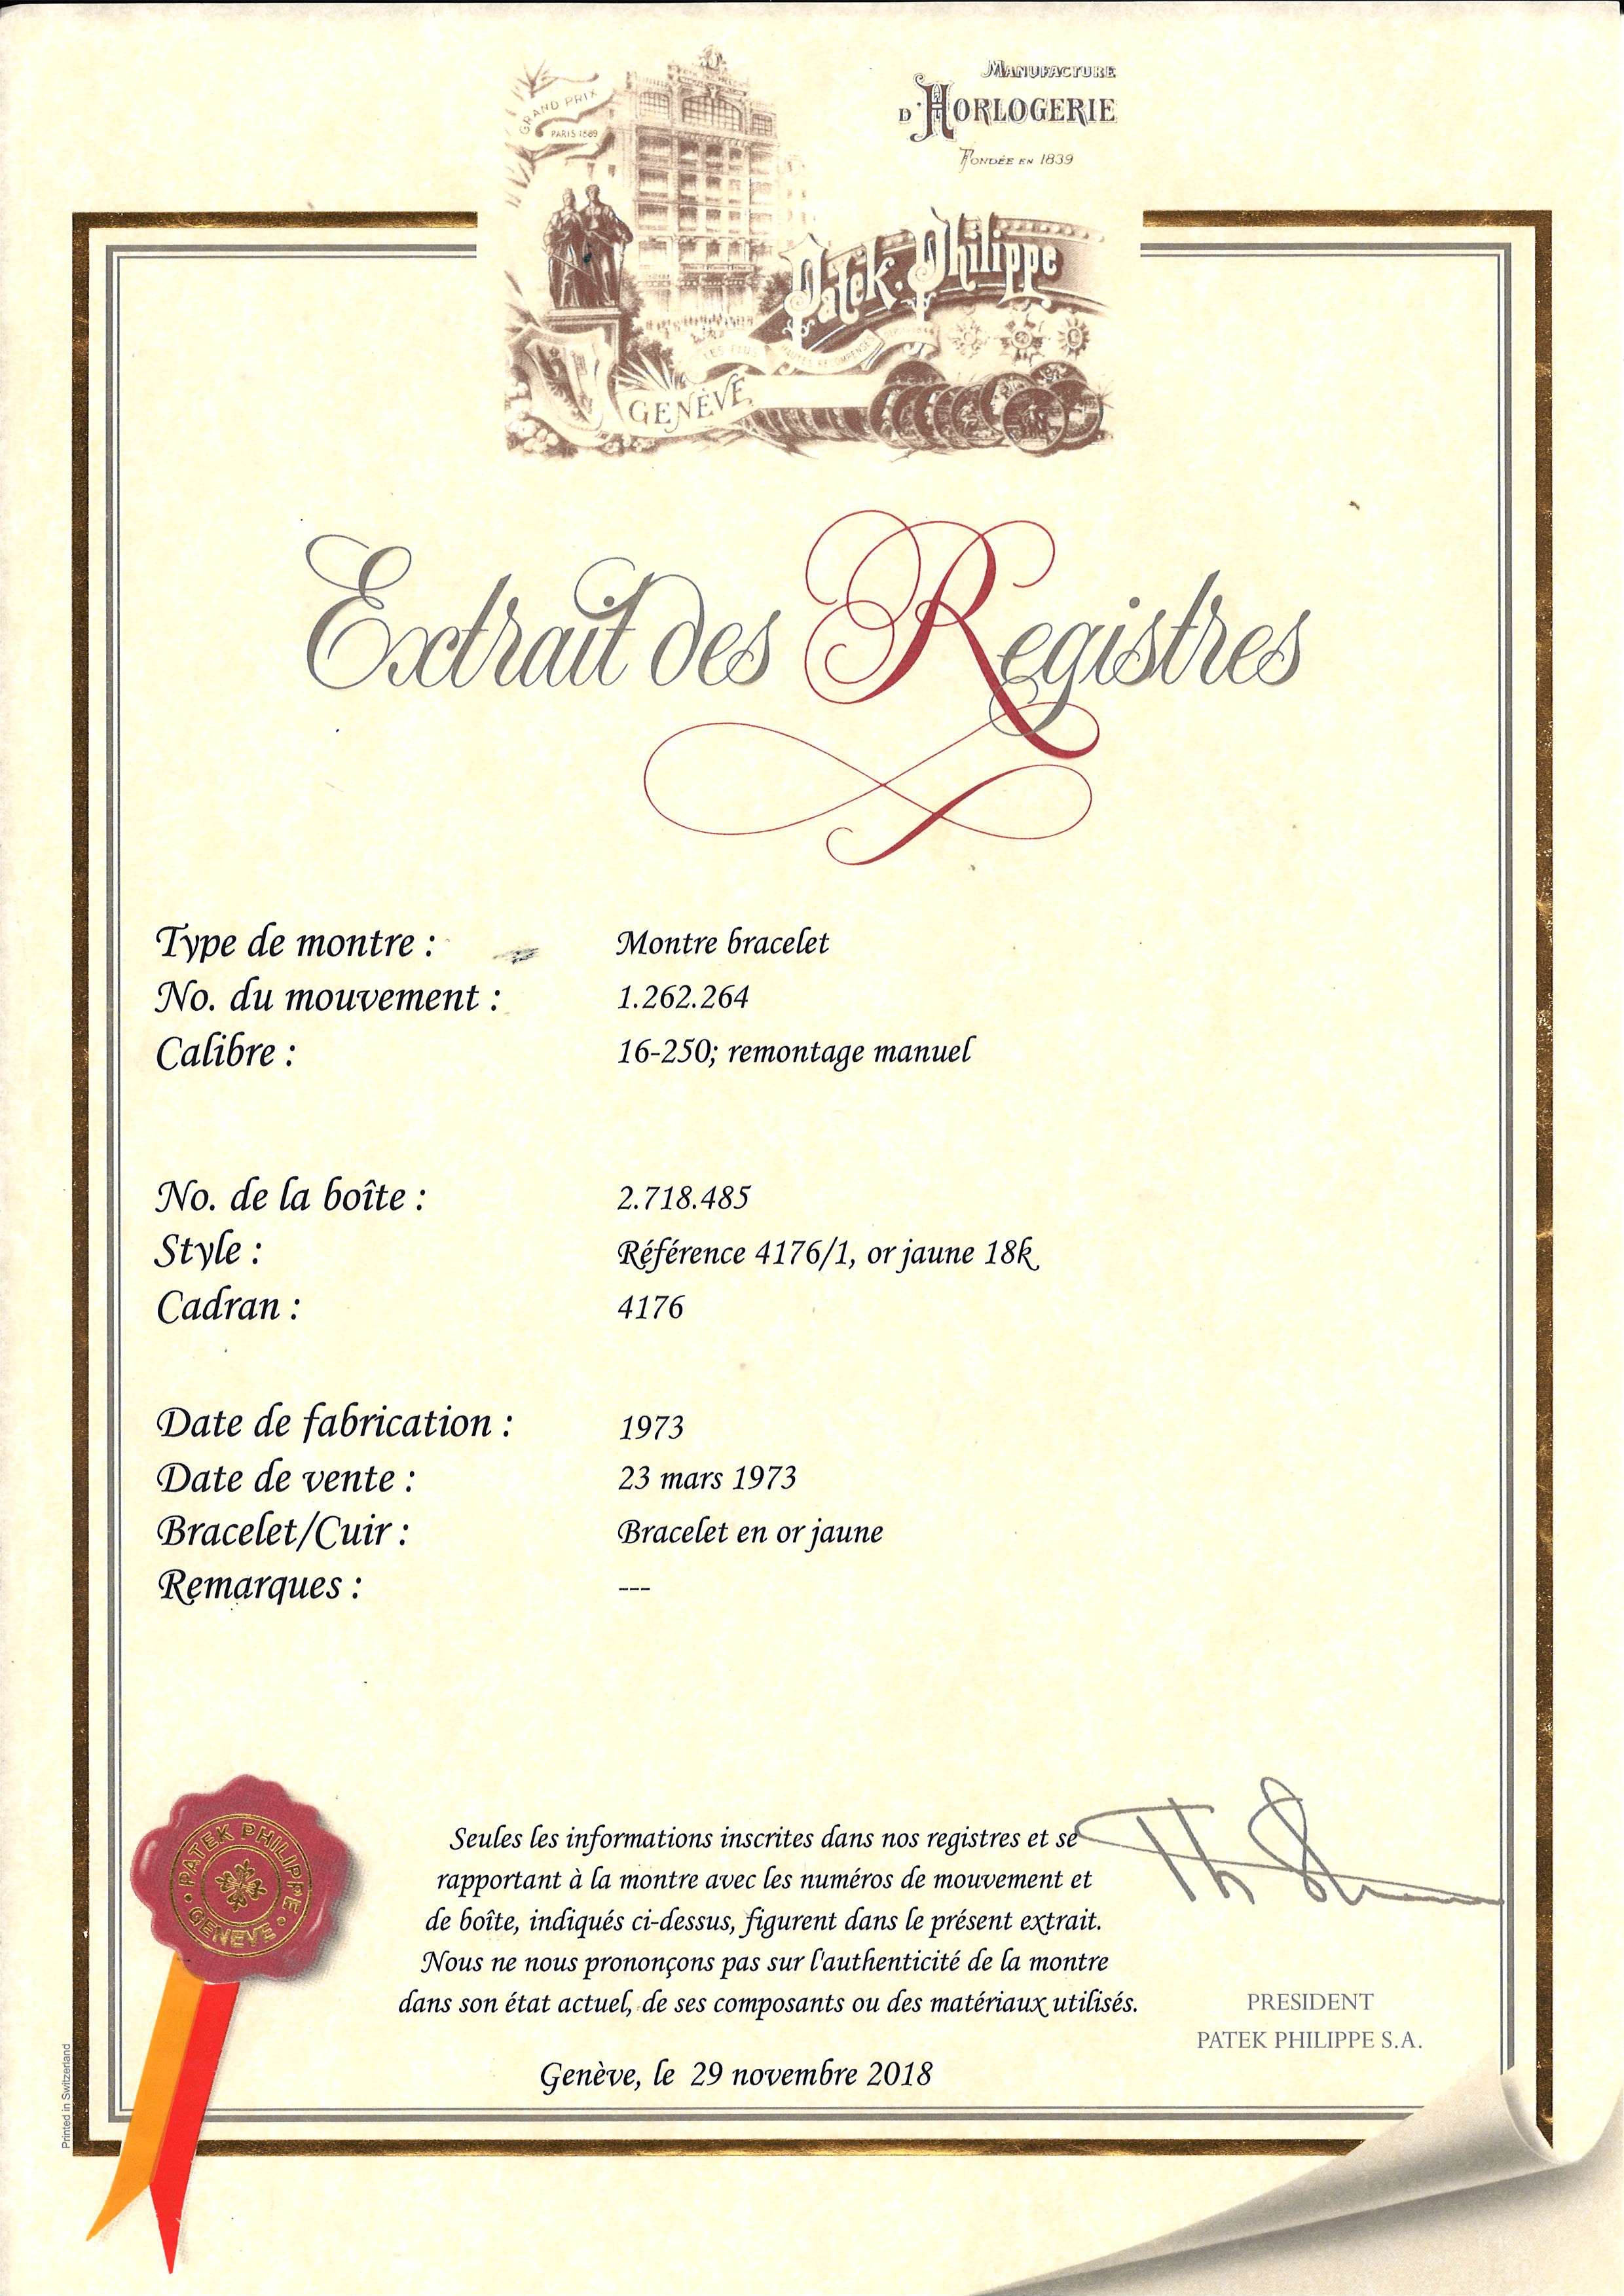 GRAND PRIX
PARIS 1889
MANUFACTURE
D'HORLOGERIE
FONDÉE EN 1839
Patek Philippe
LES PLUS HAUTES RÉCOMPENSES
GENÈVE
Extrait des Registres
Type de montre : Montre bracelet
No. du mouvement : 1.262.264
Calibre : 16-250; remontage manuel
No. de la boîte : 2.718.485
Style : Référence 4176/1, or jaune 18k
Cadran : 4176
Date de fabrication : 1973
Date de vente : 23 mars 1973
Bracelet/Cuir : Bracelet en or jaune
Remarques : ---
Seules les informations inscrites dans nos registres et se
rapportant à la montre avec les numéros de mouvement et
de boîte, indiqués ci-dessus, figurent dans le présent extrait.
Nous ne nous prononçons pas sur l'authenticité de la montre
dans son état actuel, de ses composants ou des matériaux utilisés.
Genève, le 29 novembre 2018
PRESIDENT
PATEK PHILIPPE S.A.
PATEK PHILIPPE
GENEVE
Printed in Switzerland